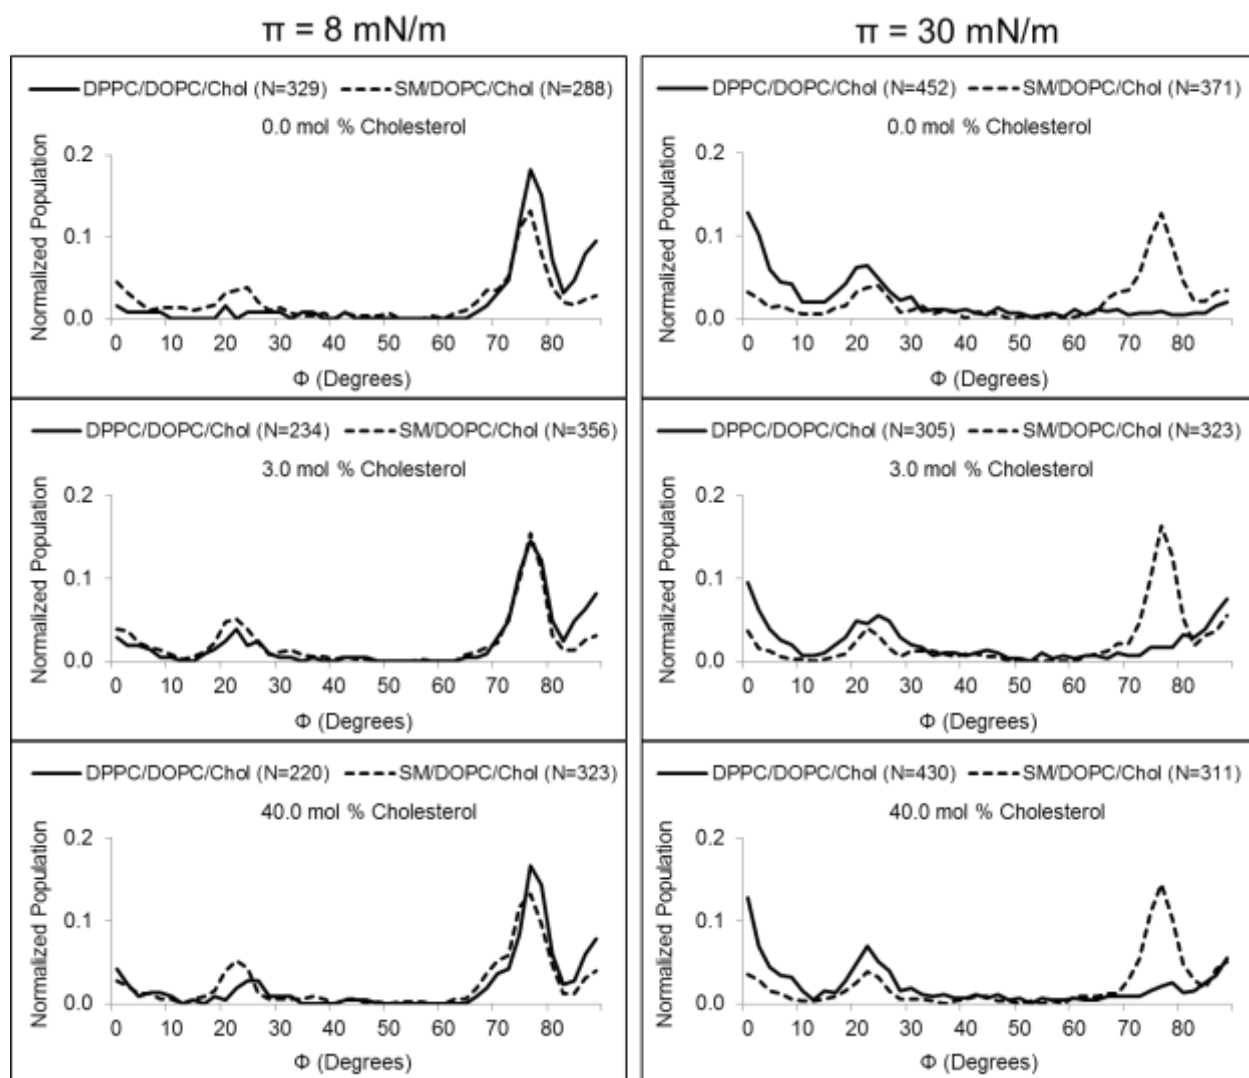 π = 8 mN/m
π = 30 mN/m
DPPC/DOPC/Chol (N=329) SM/DOPC/Chol (N=288)
0.0 mol % Cholesterol
Normalized Population
0.2
0.1
0.0
0 10 20 30 40 50 60 70 80
Φ (Degrees)
DPPC/DOPC/Chol (N=452) SM/DOPC/Chol (N=371)
0.0 mol % Cholesterol
Normalized Population
0.2
0.1
0.0
0 10 20 30 40 50 60 70 80
Φ (Degrees)
DPPC/DOPC/Chol (N=234) SM/DOPC/Chol (N=356)
3.0 mol % Cholesterol
Normalized Population
0.2
0.1
0.0
0 10 20 30 40 50 60 70 80
Φ (Degrees)
DPPC/DOPC/Chol (N=305) SM/DOPC/Chol (N=323)
3.0 mol % Cholesterol
Normalized Population
0.2
0.1
0.0
0 10 20 30 40 50 60 70 80
Φ (Degrees)
DPPC/DOPC/Chol (N=220) SM/DOPC/Chol (N=323)
40.0 mol % Cholesterol
Normalized Population
0.2
0.1
0.0
0 10 20 30 40 50 60 70 80
Φ (Degrees)
DPPC/DOPC/Chol (N=430) SM/DOPC/Chol (N=311)
40.0 mol % Cholesterol
Normalized Population
0.2
0.1
0.0
0 10 20 30 40 50 60 70 80
Φ (Degrees)